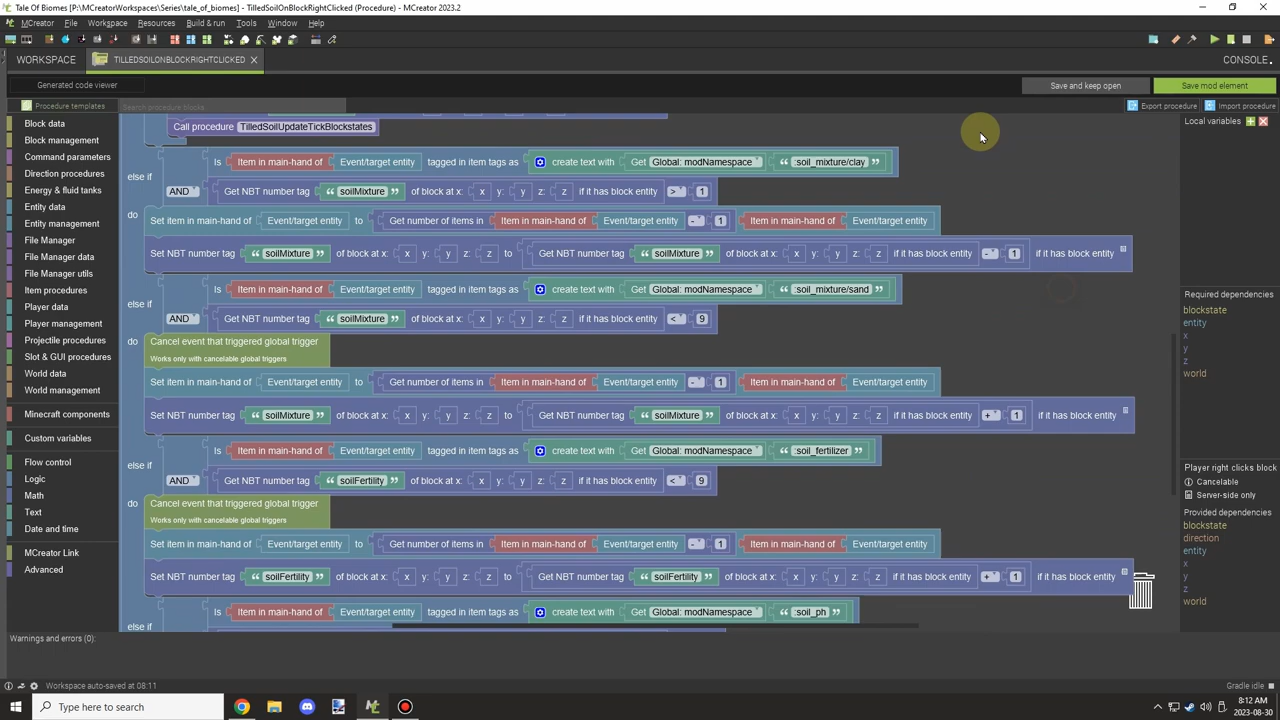 Tale Of Biomes [P:\MCreatorWorkspaces\Series\tale_of_biomes] - TilledSoilOnBlockRightClicked (Procedure) - MCreator 2023.2
MCreator File Workspace Resources Build & run Tools Window Help
WORKSPACE TILLEDSOILONBLOCKRIGHTCLICKED CONSOLE
Generated code viewer Save and keep open Save mod element
Procedure templates Search procedure blocks Export procedure Import procedure
Block data
Block management
Command parameters
Direction procedures
Energy & fluid tanks
Entity data
Entity management
File Manager
File Manager data
File Manager utils
Item procedures
Player data
Player management
Projectile procedures
Slot & GUI procedures
World data
World management
Minecraft components
Custom variables
Flow control
Logic
Math
Text
Date and time
MCreator Link
Advanced
Call procedure TilledSoilUpdateTickBlockstates
Is Item in main-hand of Event/target entity tagged in item tags as create text with Get Global: modNamespace “ :soil_mixture/clay ”
else if
AND Get NBT number tag “ soilMixture ” of block at x: x y: y z: z if it has block entity > 1
do Set item in main-hand of Event/target entity to Get number of items in Item in main-hand of Event/target entity - 1 Item in main-hand of Event/target entity
Set NBT number tag “ soilMixture ” of block at x: x y: y z: z to Get NBT number tag “ soilMixture ” of block at x: x y: y z: z if it has block entity - 1 if it has block entity
Is Item in main-hand of Event/target entity tagged in item tags as create text with Get Global: modNamespace “ :soil_mixture/sand ”
else if
AND Get NBT number tag “ soilMixture ” of block at x: x y: y z: z if it has block entity < 9
do Cancel event that triggered global trigger
Works only with cancelable global triggers
Set item in main-hand of Event/target entity to Get number of items in Item in main-hand of Event/target entity - 1 Item in main-hand of Event/target entity
Set NBT number tag “ soilMixture ” of block at x: x y: y z: z to Get NBT number tag “ soilMixture ” of block at x: x y: y z: z if it has block entity + 1 if it has block entity
Is Item in main-hand of Event/target entity tagged in item tags as create text with Get Global: modNamespace “ :soil_fertilizer ”
else if
AND Get NBT number tag “ soilFertility ” of block at x: x y: y z: z if it has block entity < 9
do Cancel event that triggered global trigger
Works only with cancelable global triggers
Set item in main-hand of Event/target entity to Get number of items in Item in main-hand of Event/target entity - 1 Item in main-hand of Event/target entity
Set NBT number tag “ soilFertility ” of block at x: x y: y z: z to Get NBT number tag “ soilFertility ” of block at x: x y: y z: z if it has block entity + 1 if it has block entity
Is Item in main-hand of Event/target entity tagged in item tags as create text with Get Global: modNamespace “ :soil_ph ”
else if
Local variables
Required dependencies
blockstate
entity
x
y
z
world
Player right clicks block
Cancelable
Server-side only
Provided dependencies
blockstate
direction
entity
x
y
z
world
Warnings and errors (0):
Workspace auto-saved at 08:11 Gradle idle
Type here to search
8:12 AM
2023-08-30